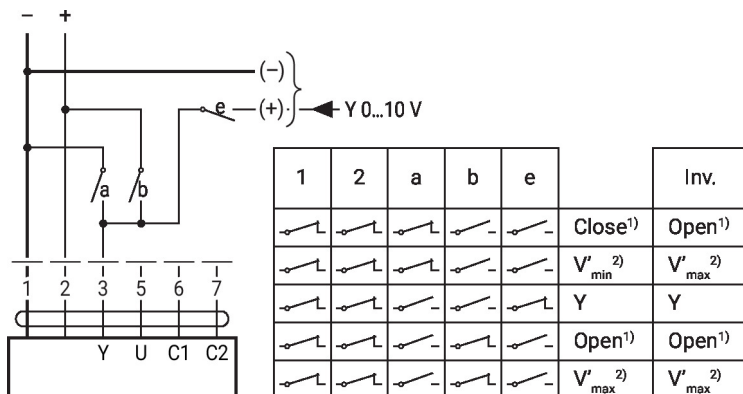 − +
(−)
e (+) Y 0...10 V
a b
1 2 3 5 6 7
Y U C1 C2
1 2 a b e Inv.
Close¹⁾ Open¹⁾
V'min²⁾ V'max²⁾
Y Y
Open¹⁾ Open¹⁾
V'max²⁾ V'max²⁾